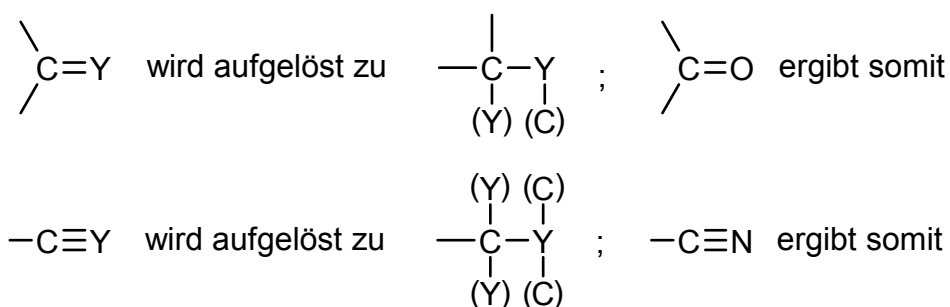 C=Y wird aufgelöst zu C–Y (Y) (C) ; C=O ergibt somit
–C≡Y wird aufgelöst zu (Y) (C) C–Y (Y) (C) ; –C≡N ergibt somit